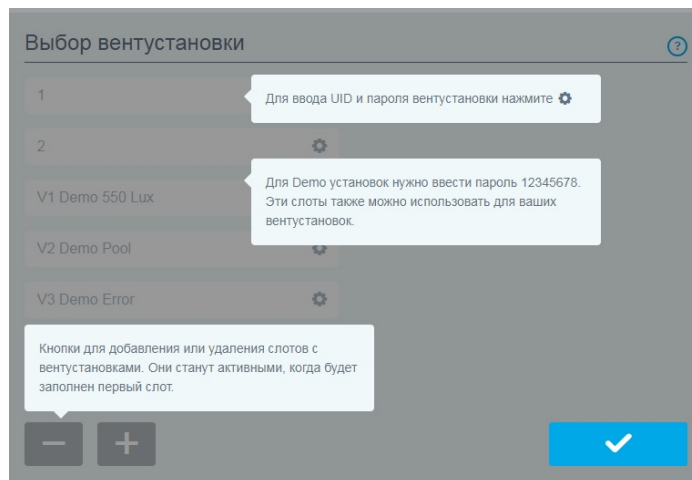 Выбор вентустановки
?
1
Для ввода UID и пароля вентустановки нажмите
2
Для Demo установок нужно ввести пароль 12345678.
Эти слоты также можно использовать для ваших
вентустановок.
V1 Demo 550 Lux
V2 Demo Pool
V3 Demo Error
Кнопки для добавления или удаления слотов с
вентустановками. Они станут активными, когда будет
заполнен первый слот.